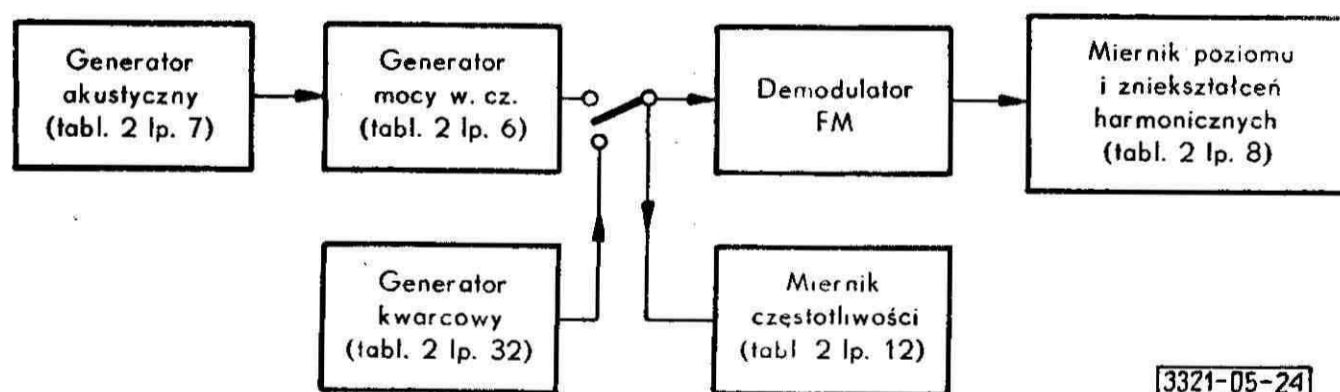 Generator
akustyczny
(tabl. 2 lp. 7)
Generator
mocy w. cz.
(tabl. 2 lp. 6)
Demodulator
FM
Miernik poziomu
i zniekształceń
harmonicznych
(tabl. 2 lp. 8)
Generator
kwarcowy
(tabl. 2 lp. 32)
Miernik
częstotliwości
(tabl 2 lp. 12)
3321-05-24